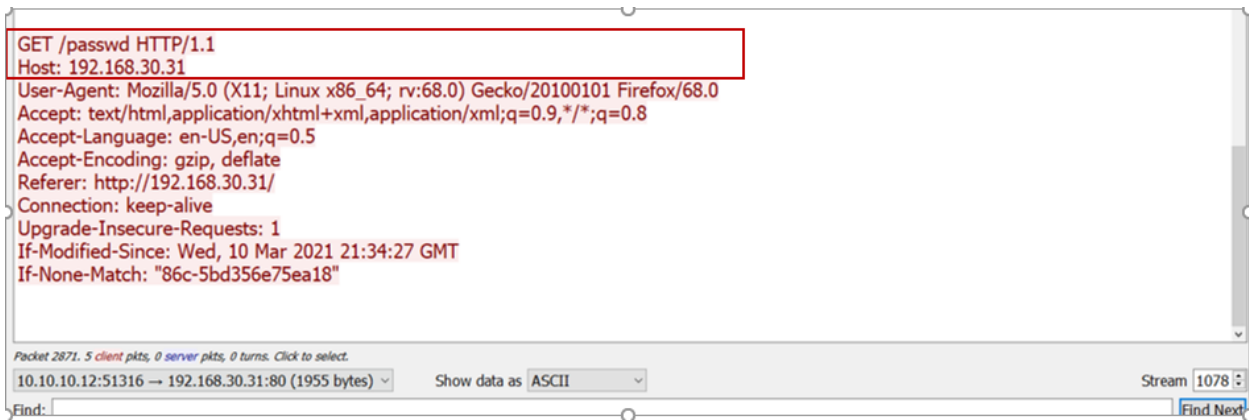 GET /passwd HTTP/1.1
Host: 192.168.30.31
User-Agent: Mozilla/5.0 (X11; Linux x86_64; rv:68.0) Gecko/20100101 Firefox/68.0
Accept: text/html,application/xhtml+xml,application/xml;q=0.9,*/*;q=0.8
Accept-Language: en-US,en;q=0.5
Accept-Encoding: gzip, deflate
Referer: http://192.168.30.31/
Connection: keep-alive
Upgrade-Insecure-Requests: 1
If-Modified-Since: Wed, 10 Mar 2021 21:34:27 GMT
If-None-Match: "86c-5bd356e75ea18"
Packet 2871. 5 client pkts, 0 server pkts, 0 turns. Click to select.
10.10.10.12:51316 → 192.168.30.31:80 (1955 bytes) Show data as ASCII Stream 1078
Find: Find Next